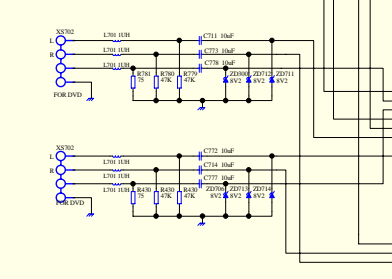 XS702
L
R
L701 1UH
L701 1UH
L701 1UH
C711 10uF
C773 10uF
C778 10uF
R781
75
R780
47K
R779
47K
ZD712
8V2
ZD711
8V2
8V2
FOR DVD
XS702
L
R
L701 1UH
L701 1UH
L701 1UH
C772 10uF
C714 10uF
C777 10uF
R430
75
R430
47K
R430
47K
ZD706
8V2
ZD713
8V2
ZD714
8V2
FOR DVD